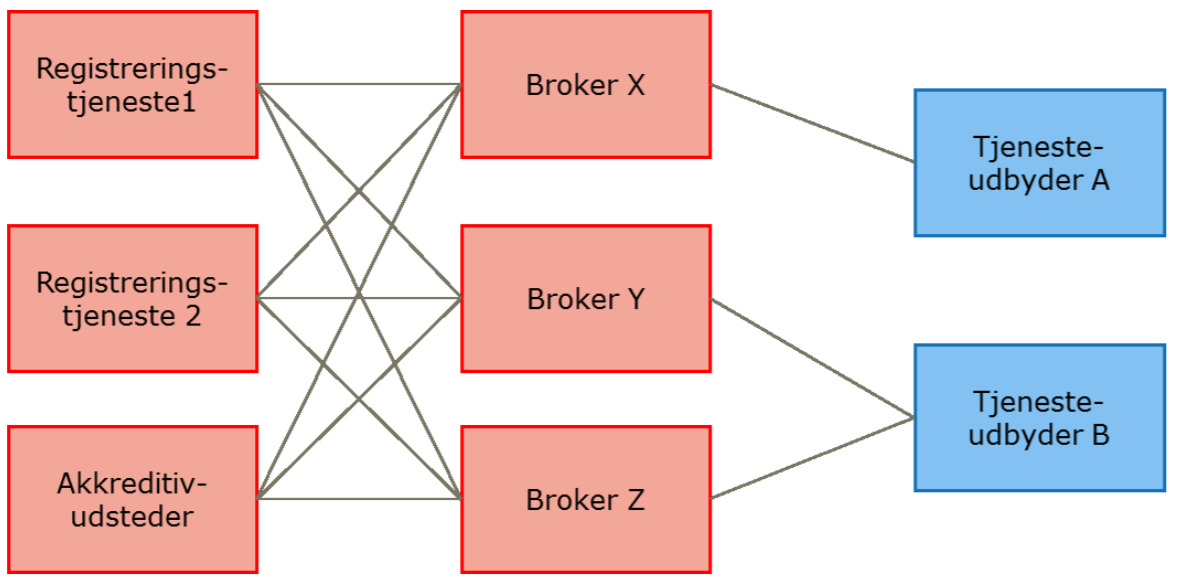 Registrerings-
tjeneste1
Broker X
Tjeneste-
udbyder A
Registrerings-
tjeneste 2
Broker Y
Tjeneste-
udbyder B
Akkreditiv-
udsteder
Broker Z